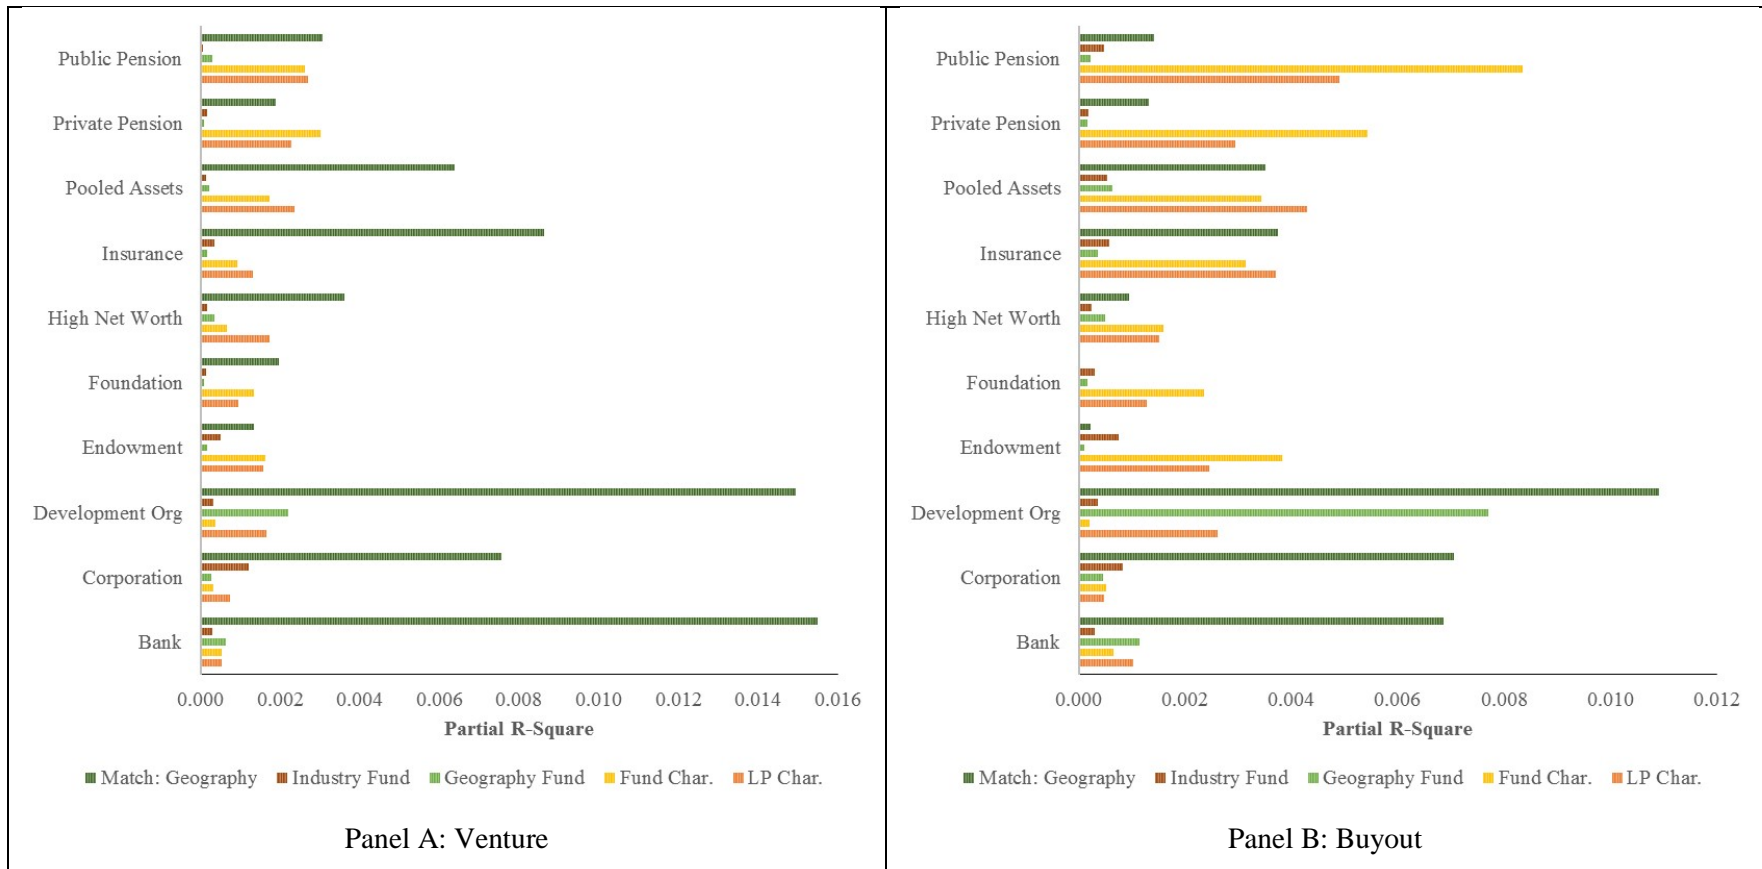 Public Pension
Private Pension
Pooled Assets
Insurance
High Net Worth
Foundation
Endowment
Development Org
Corporation
Bank
0.000 0.002 0.004 0.006 0.008 0.010 0.012 0.014 0.016
Partial R-Square
Match: Geography Industry Fund Geography Fund Fund Char. LP Char.
Panel A: Venture
Public Pension
Private Pension
Pooled Assets
Insurance
High Net Worth
Foundation
Endowment
Development Org
Corporation
Bank
0.000 0.002 0.004 0.006 0.008 0.010 0.012
Partial R-Square
Match: Geography Industry Fund Geography Fund Fund Char. LP Char.
Panel B: Buyout